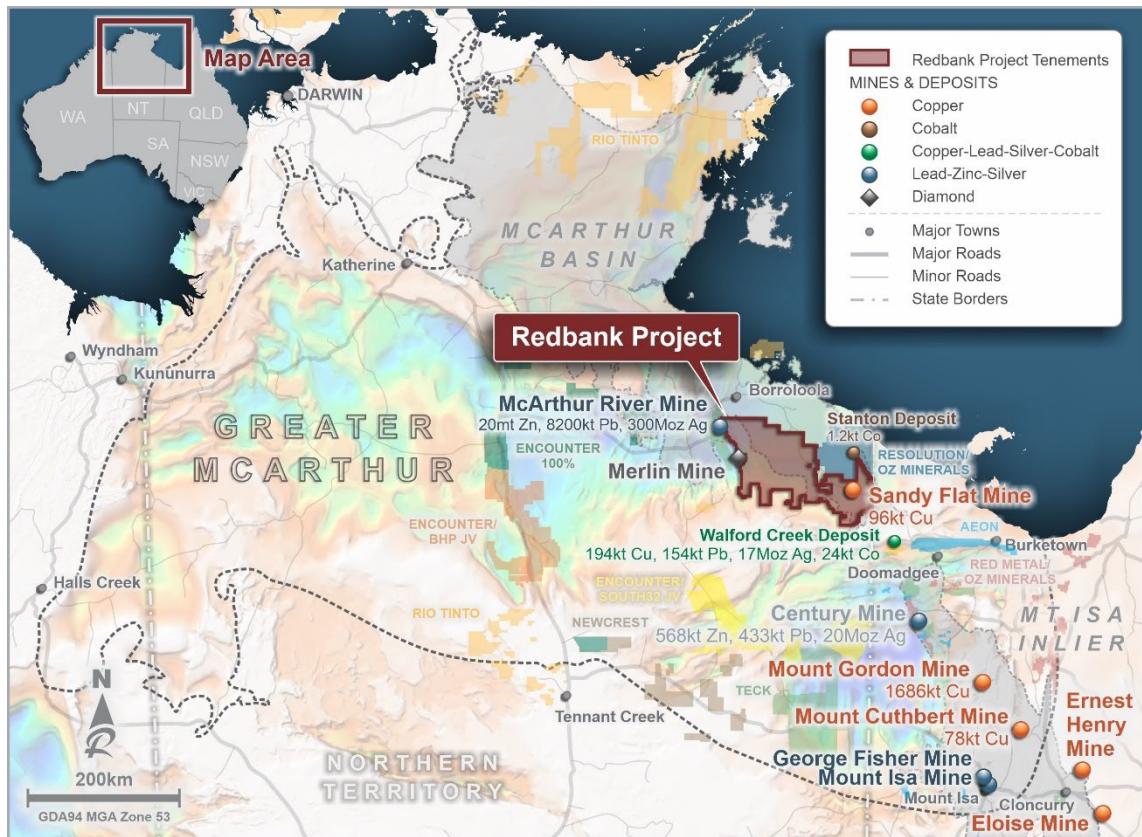 Map Area
WA
NT
QLD
SA
NSW
VIC
DARWIN
RIO TINTO
MCARTHUR
BASIN
Katherine
Redbank Project Tenements
MINES & DEPOSITS
Copper
Cobalt
Copper-Lead-Silver-Cobalt
Lead-Zinc-Silver
Diamond
Major Towns
Major Roads
Minor Roads
State Borders
Wyndham
Kununurra
GREATER
MCARTHUR
Redbank Project
Borroloola
McArthur River Mine
20mt Zn, 8200kt Pb, 300Moz Ag
ENCOUNTER
100%
Merlin Mine
Stanton Deposit
1.2kt Co
RESOLUTION/
OZ MINERALS
Sandy Flat Mine
96kt Cu
ENCOUNTER/
BHP JV
Walford Creek Deposit
194kt Cu, 154kt Pb, 17Moz Ag, 24kt Co
AEON
Burketown
Doomadgee
RED METAL/
OZ MINERALS
Halls Creek
ENCOUNTER/
SOUTH32 JV
RIO TINTO
NEWCREST
Century Mine
568kt Zn, 433kt Pb, 20Moz Ag
MT ISA
INLIER
Mount Gordon Mine
1686kt Cu
TECK
Tennant Creek
Mount Cuthbert Mine
78kt Cu
Ernest
Henry
Mine
George Fisher Mine
Mount Isa Mine
Mount Isa
Cloncurry
Eloise Mine
NORTHERN
TERRITORY
N
200km
GDA94 MGA Zone 53